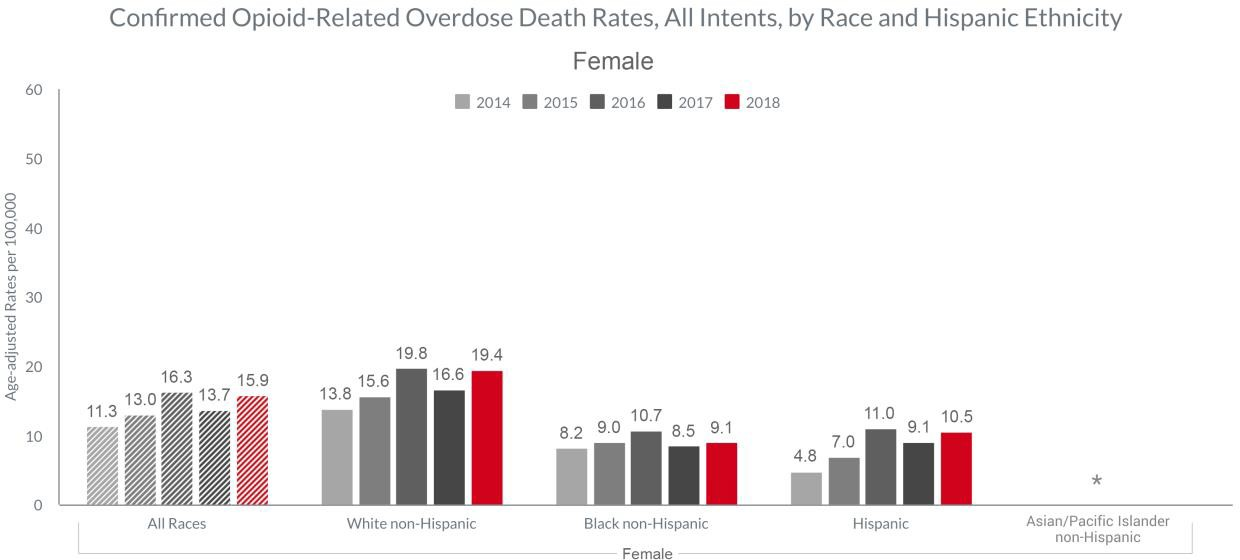 Confirmed Opioid-Related Overdose Death Rates, All Intents, by Race and Hispanic Ethnicity
Female
2014 2015 2016 2017 2018
Age-adjusted Rates per 100,000
60
50
40
30
20
10
0
11.3 13.0 16.3 13.7 15.9
13.8 15.6 19.8 16.6 19.4
8.2 9.0 10.7 8.5 9.1
4.8 7.0 11.0 9.1 10.5
*
All Races
White non-Hispanic
Black non-Hispanic
Hispanic
Asian/Pacific Islander
non-Hispanic
Female